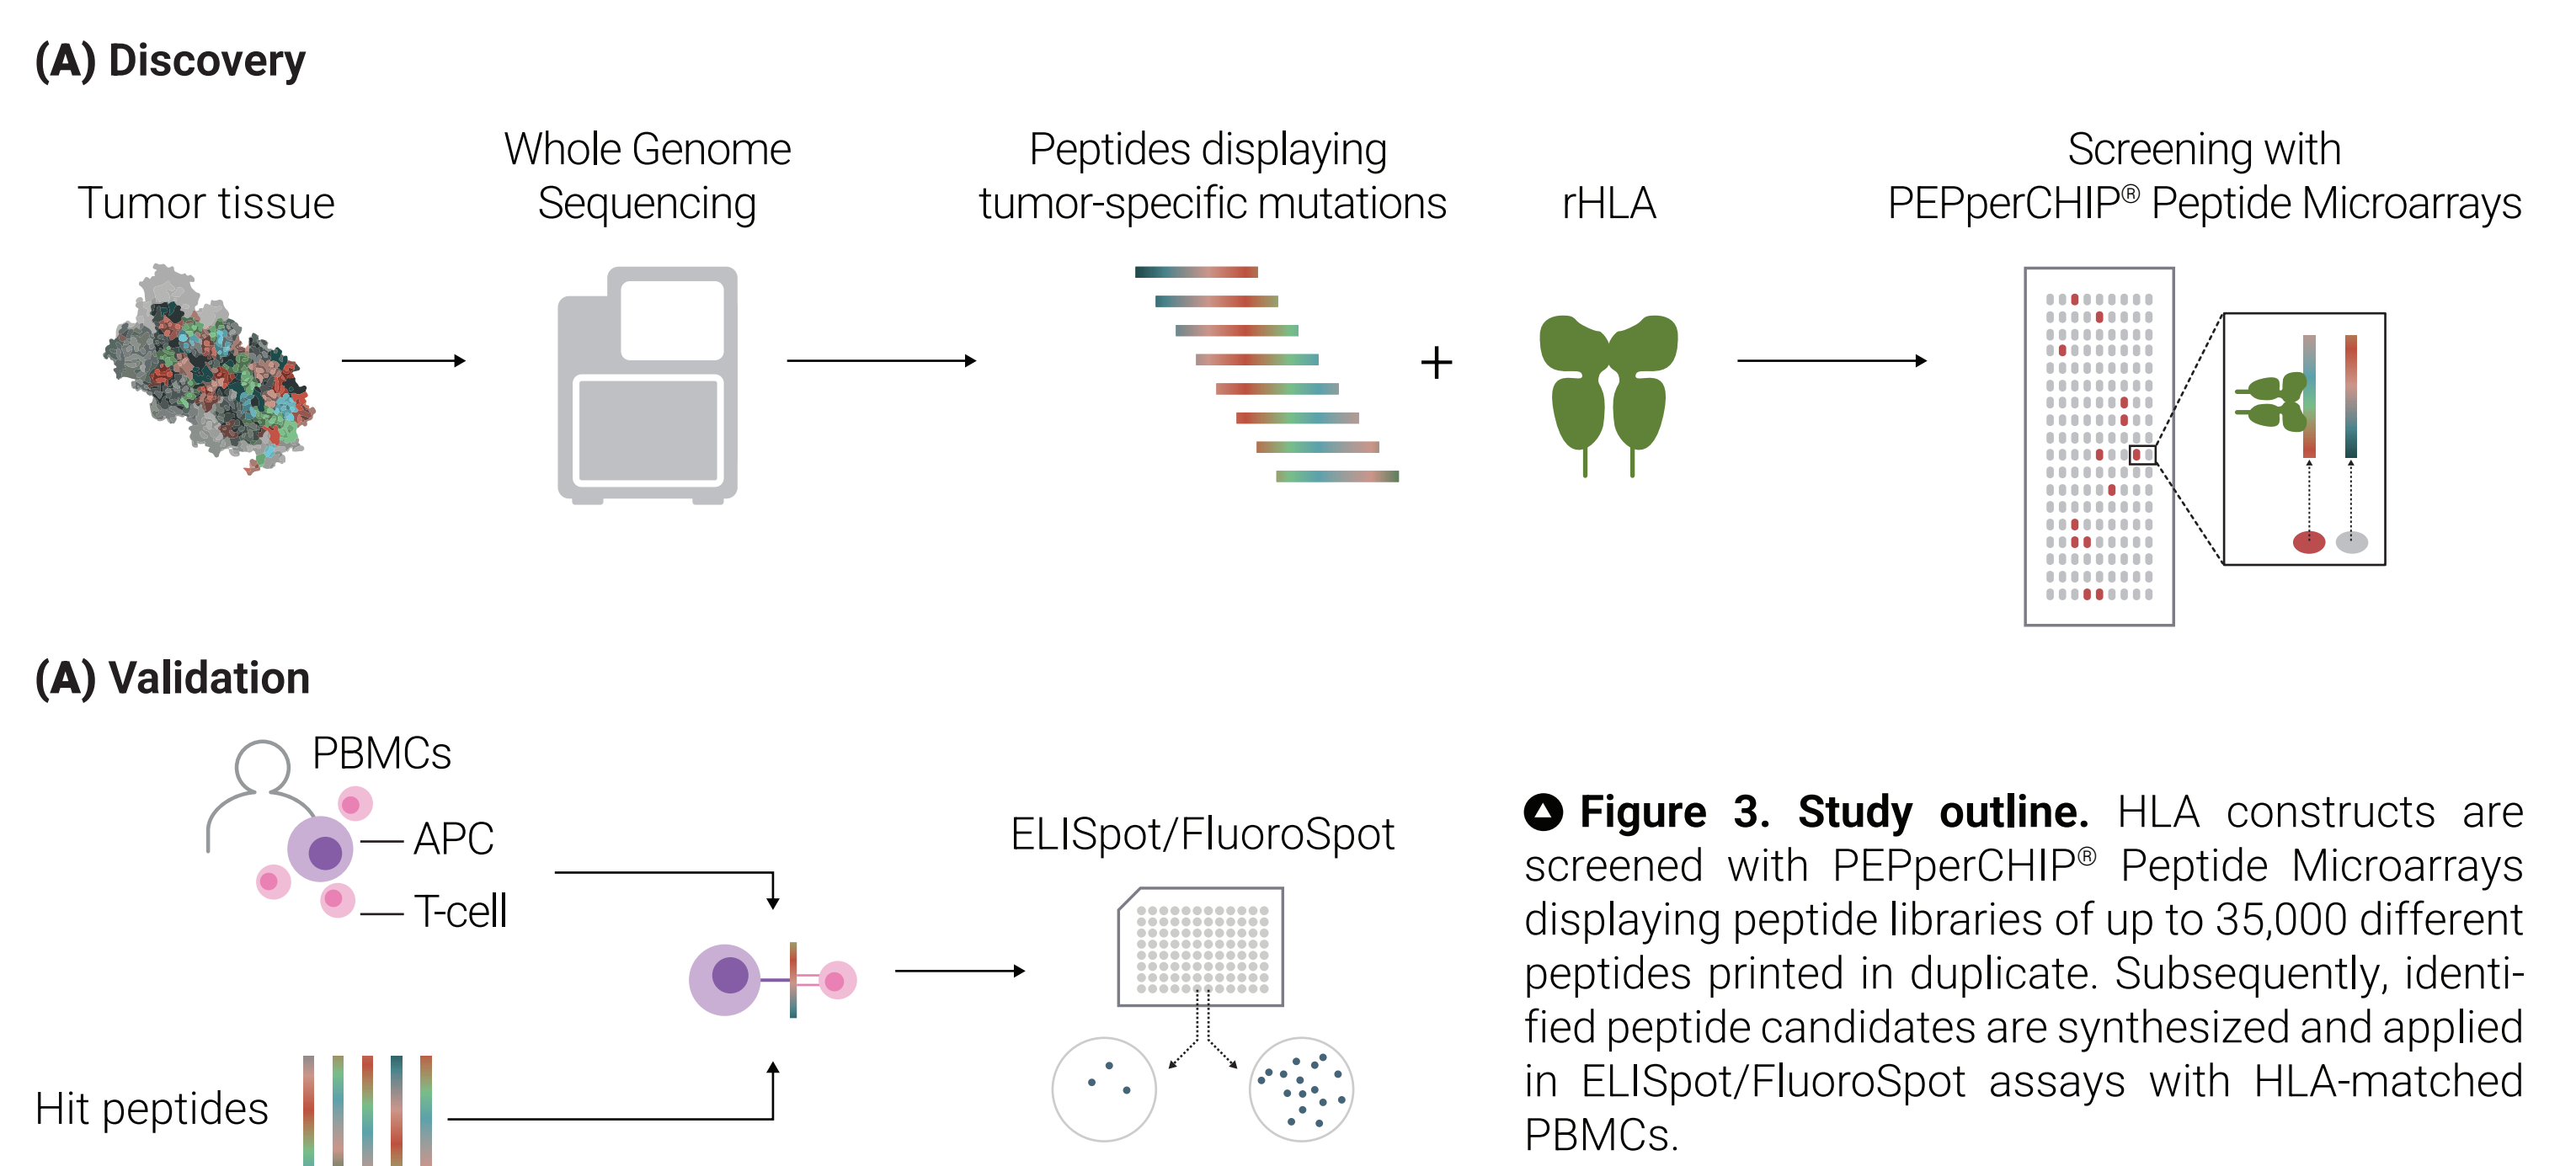 (A) Discovery
Tumor tissue
Whole Genome
Sequencing
Peptides displaying
tumor-specific mutations
rHLA
Screening with
PEPperCHIP® Peptide Microarrays
+
(A) Validation
PBMCs
APC
T-cell
Hit peptides
ELISpot/FluoroSpot
Figure 3. Study outline. HLA constructs are
screened with PEPperCHIP® Peptide Microarrays
displaying peptide libraries of up to 35,000 different
peptides printed in duplicate. Subsequently, identi-
fied peptide candidates are synthesized and applied
in ELISpot/FluoroSpot assays with HLA-matched
PBMCs.